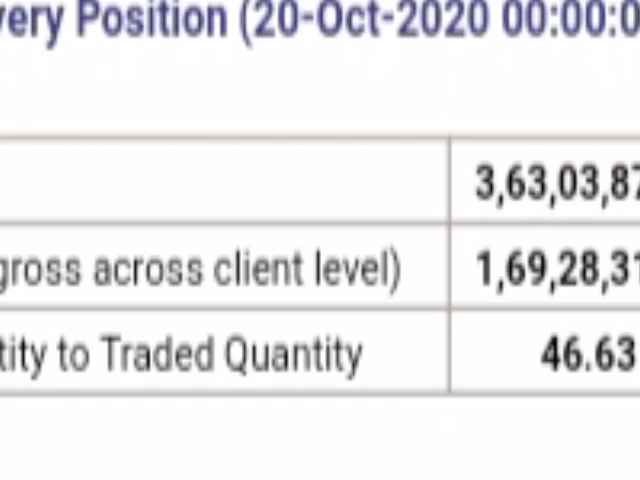 very Position (20-Oct-2020 00:00:0
3,63,03,87
gross across client level) 1,69,28,31
tity to Traded Quantity 46.63